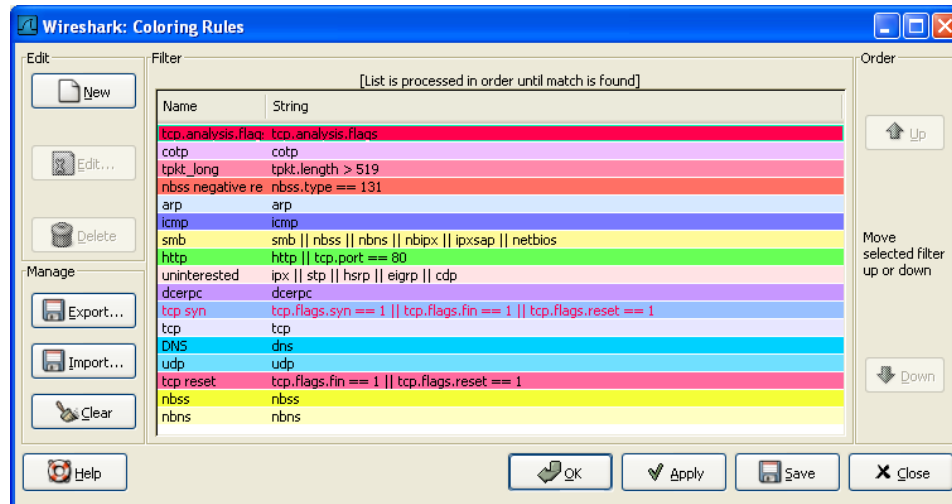 Wireshark: Coloring Rules
Edit
Filter
Order
[List is processed in order until match is found]
New
Name String
Up
tcp.analysis.flag: tcp.analysis.flags
cotp cotp
Edit...
tpkt_long tpkt.length > 519
nbss negative re nbss.type == 131
arp arp
icmp icmp
Delete
smb smb || nbss || nbns || nbipx || ipxsap || netbios
Move
http http || tcp.port == 80
selected filter
Manage
uninterested ipx || stp || hsrp || eigrp || cdp
up or down
dcerpc dcerpc
Export...
tcp syn tcp.flags.syn == 1 || tcp.flags.fin == 1 || tcp.flags.reset == 1
tcp tcp
DNS dns
Import...
udp udp
Down
tcp reset tcp.flags.fin == 1 || tcp.flags.reset == 1
nbss nbss
Clear
nbns nbns
Help
OK
Apply
Save
Close